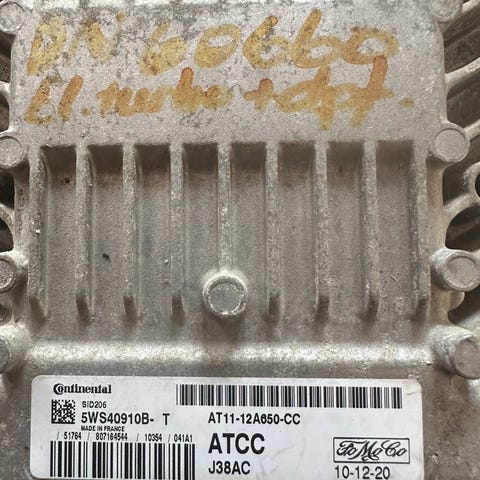 DN 60660
L1. turbo + dpf.
Continental
SID206
5WS40910B- T
AT11-12A650-CC
MADE IN FRANCE
/ 51764 / 807164544 / 10354 / 041A1
ATCC
FoMoCo
J38AC
10-12-20